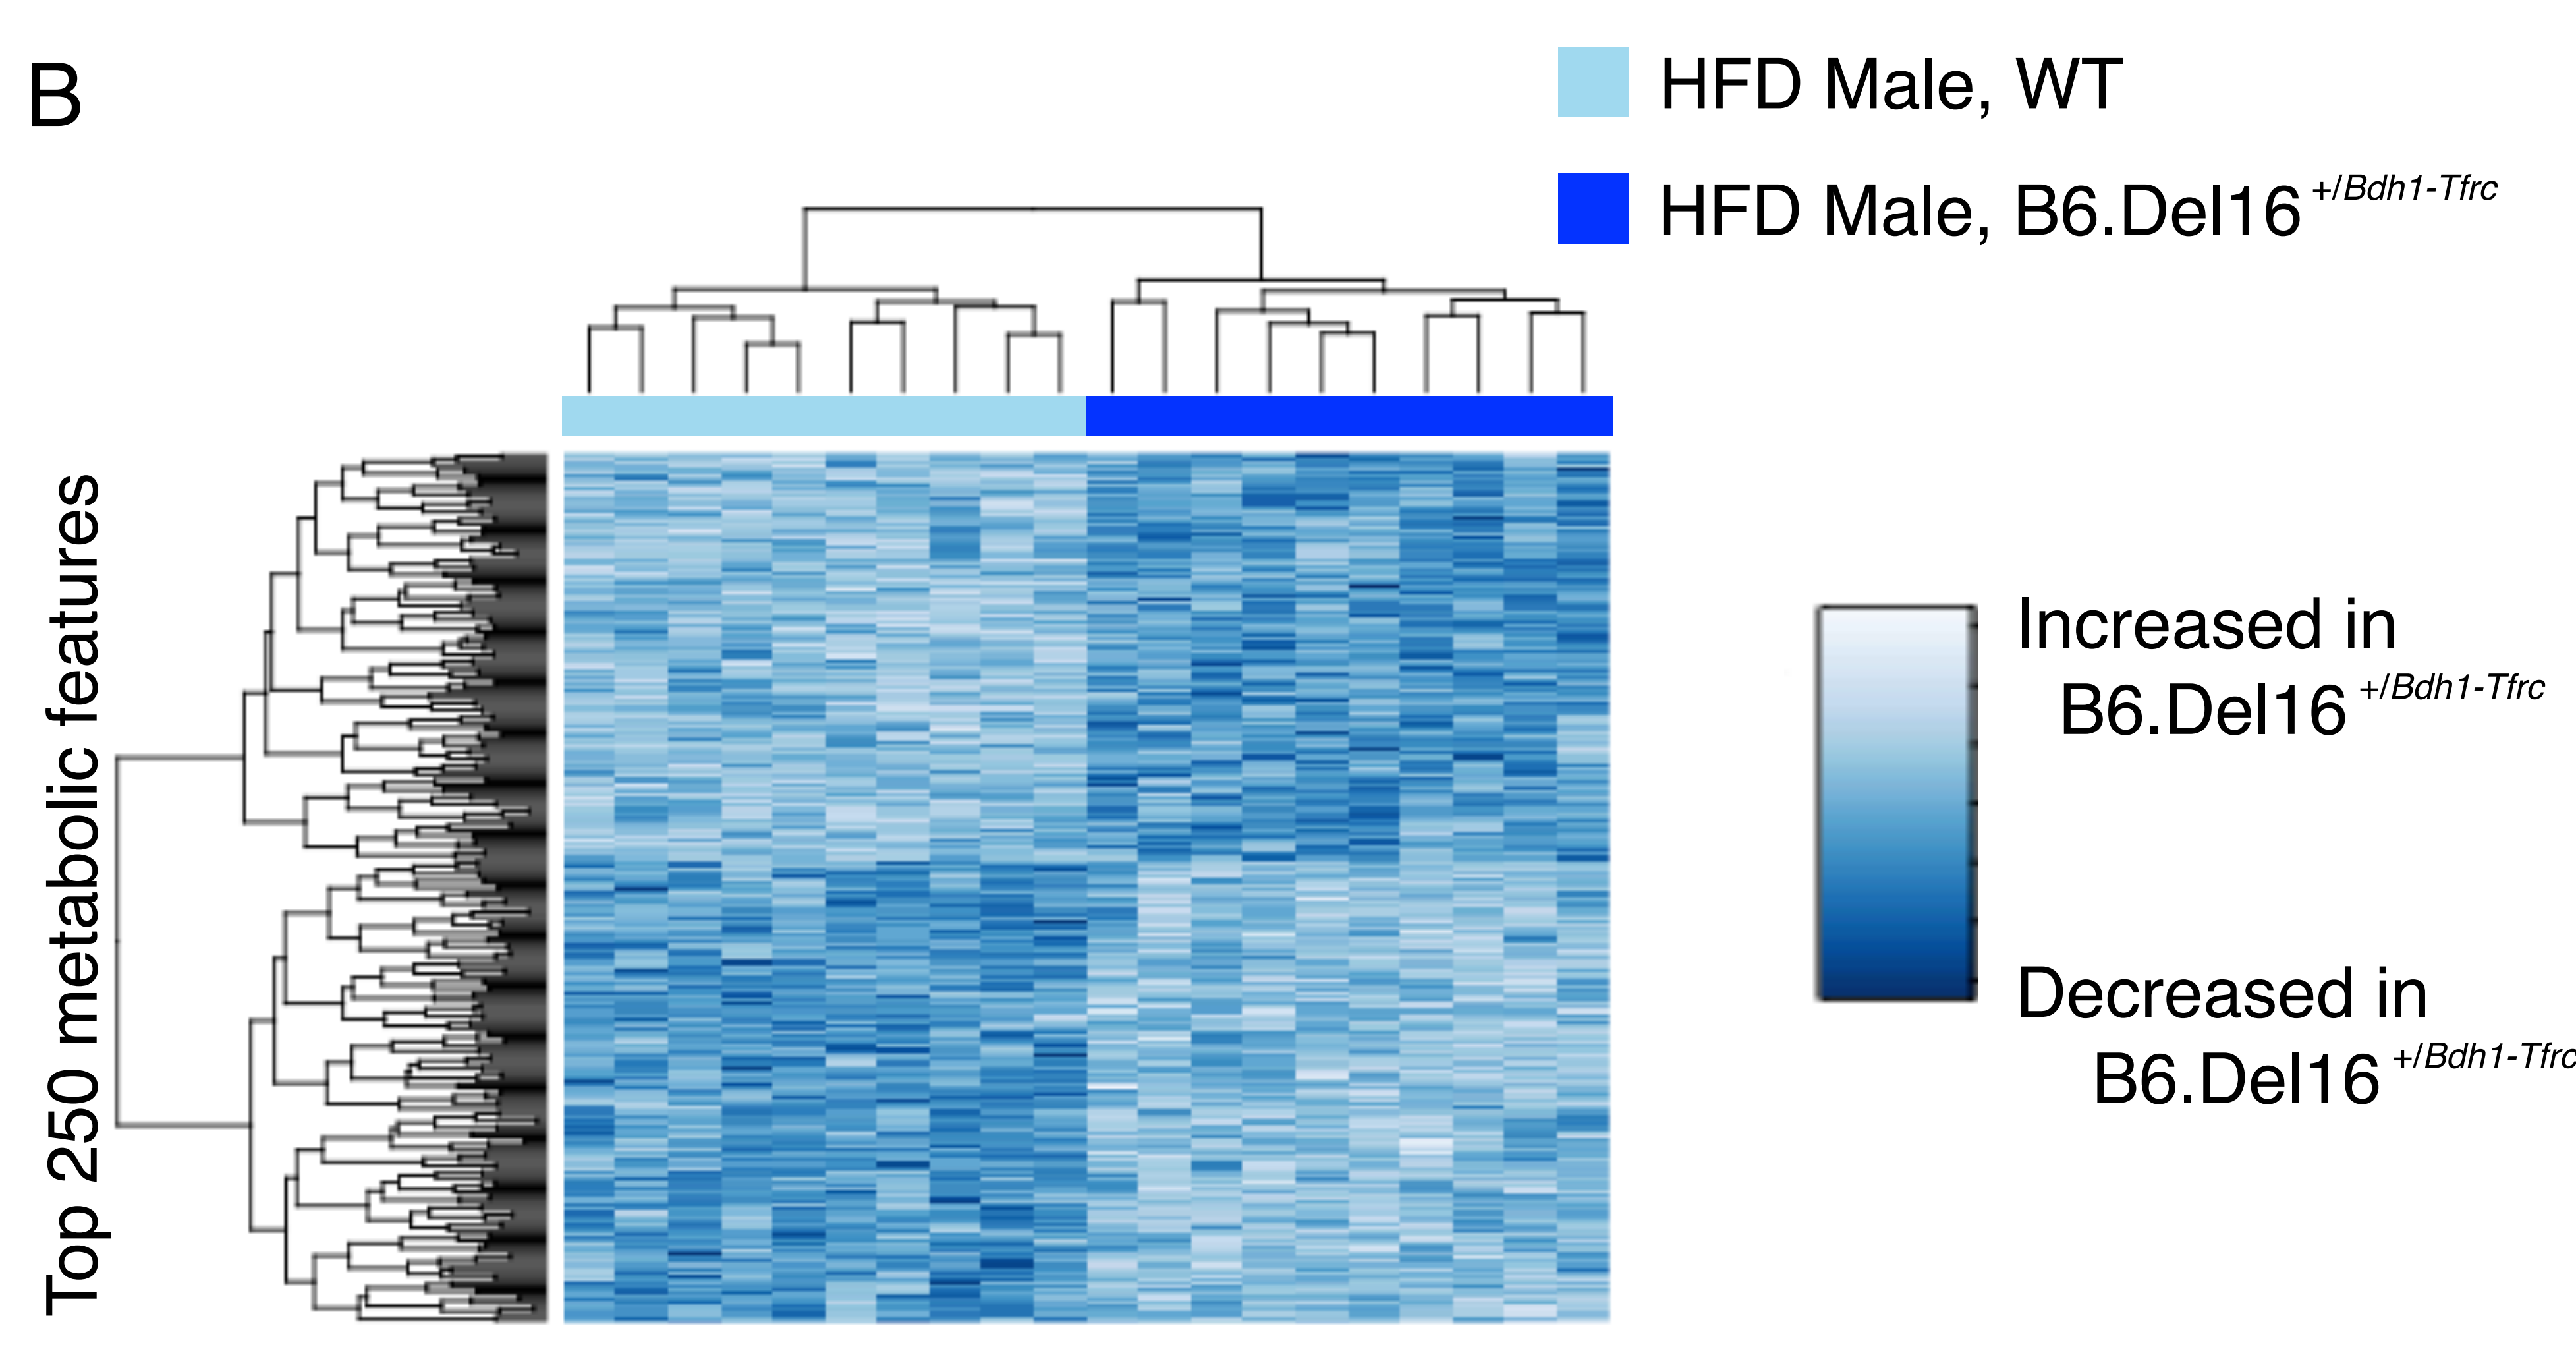 B
HFD Male, WT
HFD Male, B6.Del16 +/Bdh1-Tfrc
Top 250 metabolic features
Increased in
B6.Del16 +/Bdh1-Tfrc
Decreased in
B6.Del16 +/Bdh1-Tfrc